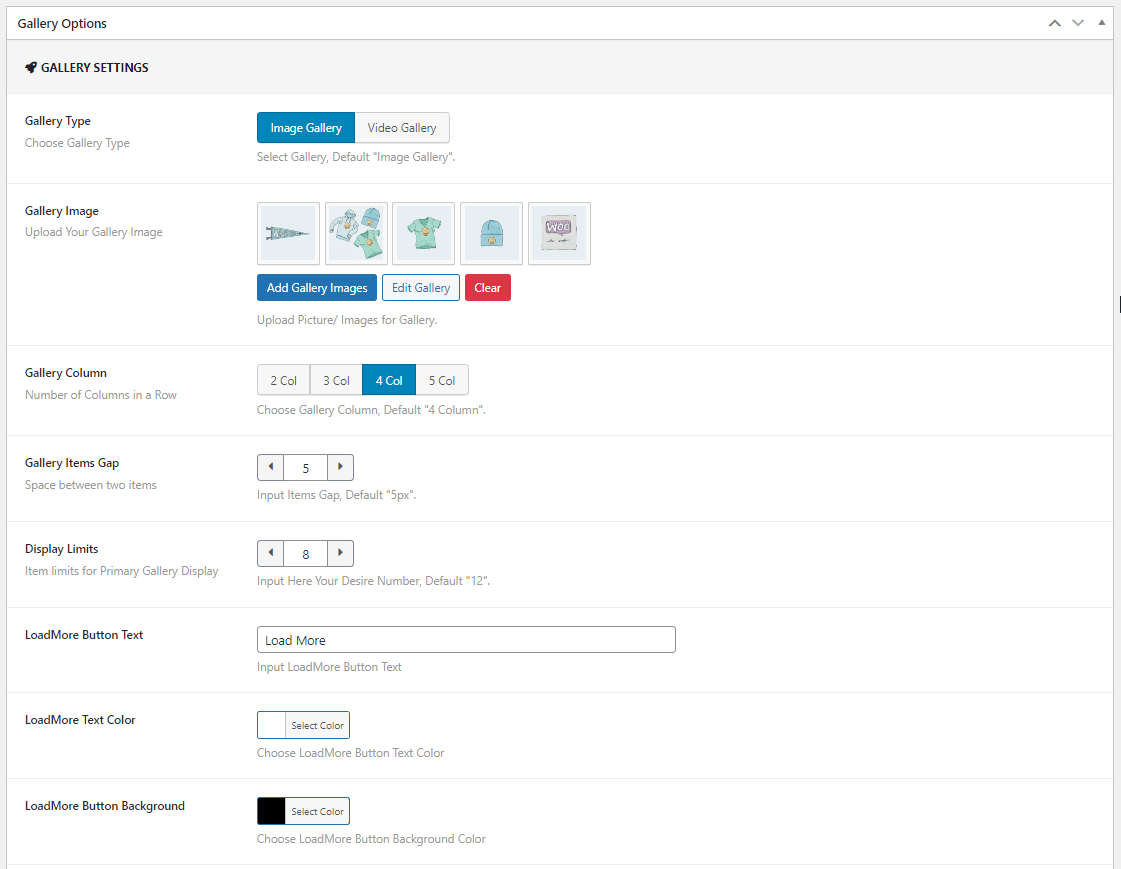 Gallery Options
GALLERY SETTINGS
Gallery Type
Choose Gallery Type
Image Gallery
Video Gallery
Select Gallery, Default "Image Gallery".
Gallery Image
Upload Your Gallery Image
WOO
Add Gallery Images
Edit Gallery
Clear
Upload Picture/ Images for Gallery.
Gallery Column
Number of Columns in a Row
2 Col
3 Col
4 Col
5 Col
Choose Gallery Column, Default "4 Column".
Gallery Items Gap
Space between two items
5
Input Items Gap, Default "5px".
Display Limits
Item limits for Primary Gallery Display
8
Input Here Your Desire Number, Default "12".
LoadMore Button Text
Load More
Input LoadMore Button Text
LoadMore Text Color
Select Color
Choose LoadMore Button Text Color
LoadMore Button Background
Select Color
Choose LoadMore Button Background Color